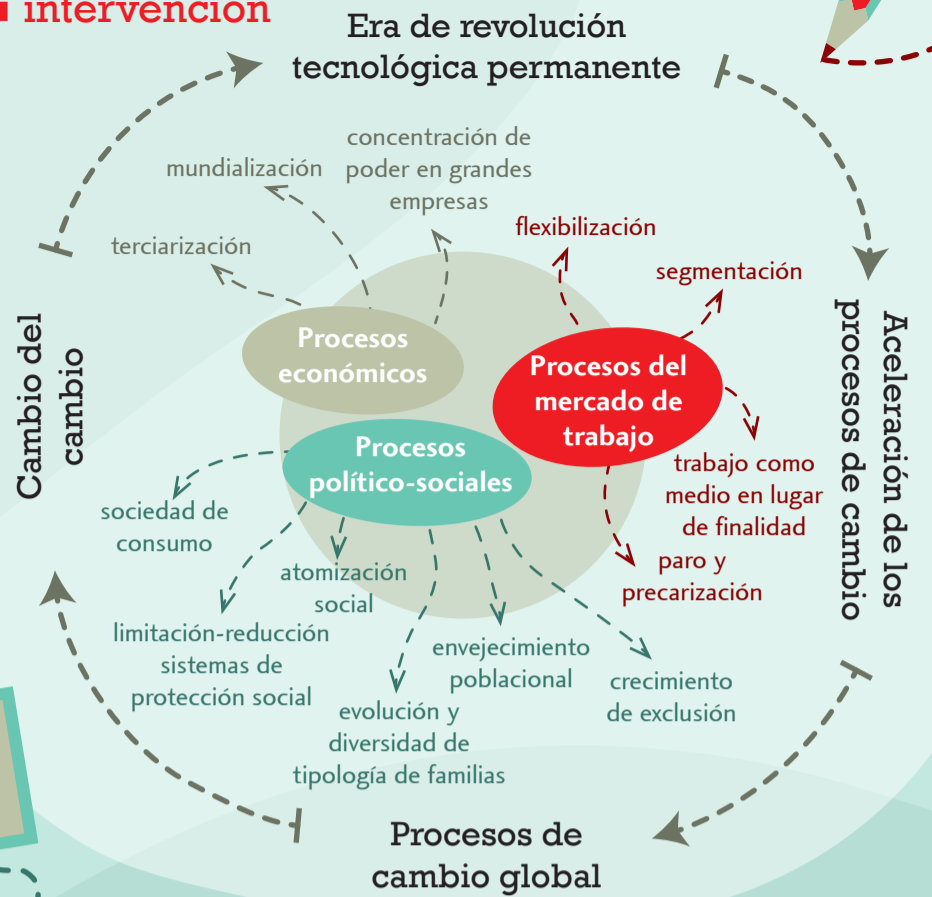 intervención
Era de revolución
tecnológica permanente
concentración de
poder en grandes
empresas
mundialización
terciarización
flexibilización
segmentación
Procesos
económicos
Procesos del
mercado de
trabajo
Procesos
político-sociales
trabajo como
medio en lugar
de finalidad
paro y
precarización
sociedad de
consumo
atomización
social
limitación-reducción
sistemas de
protección social
envejecimiento
poblacional
crecimiento
de exclusión
evolución y
diversidad de
tipología de familias
Aceleración de los
procesos de cambio
Procesos de
cambio global
Cambio del
cambio